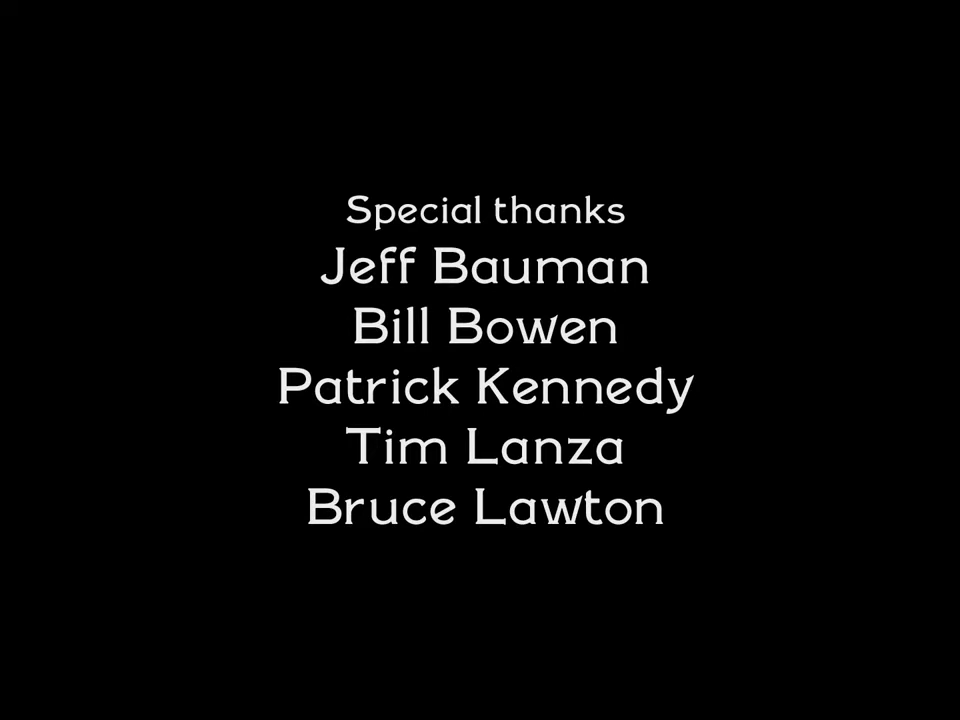 Special thanks
Jeff Bauman
Bill Bowen
Patrick Kennedy
Tim Lanza
Bruce Lawton